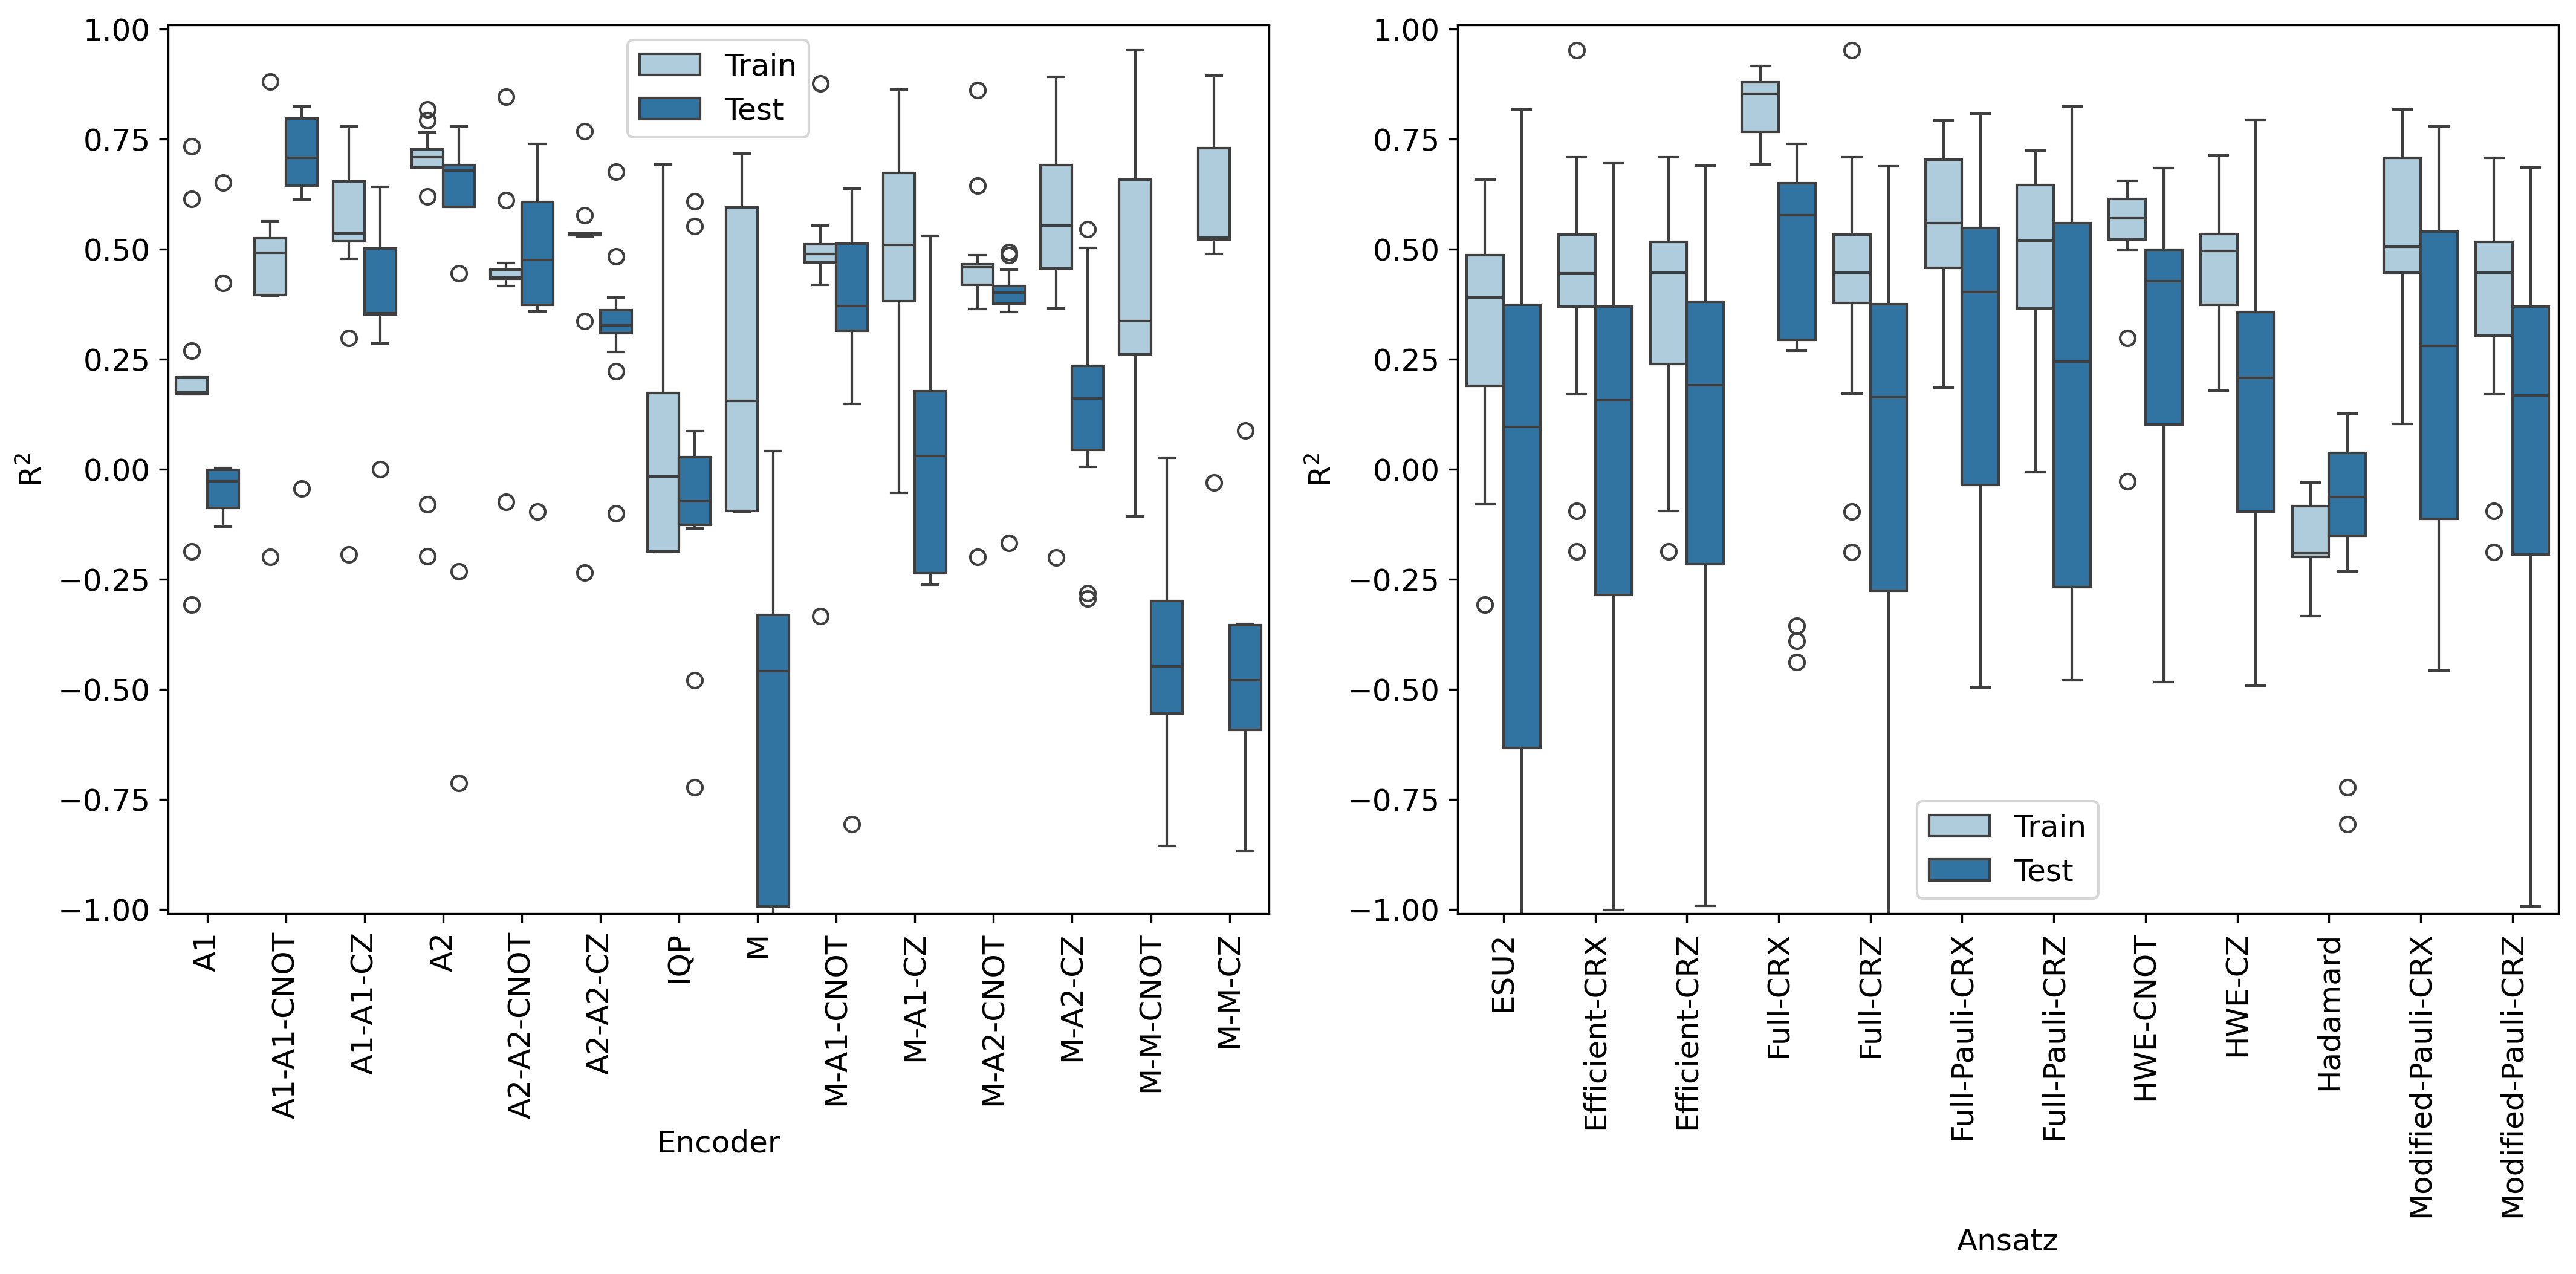 1.00
0.75
0.50
0.25
0.00
−0.25
−0.50
−0.75
−1.00
R²
Train
Test
A1
A1-A1-CNOT
A1-A1-CZ
A2
A2-A2-CNOT
A2-A2-CZ
IQP
M
M-A1-CNOT
M-A1-CZ
M-A2-CNOT
M-A2-CZ
M-M-CNOT
M-M-CZ
Encoder
1.00
0.75
0.50
0.25
0.00
−0.25
−0.50
−0.75
−1.00
R²
Train
Test
ESU2
Efficient-CRX
Efficient-CRZ
Full-CRX
Full-CRZ
Full-Pauli-CRX
Full-Pauli-CRZ
HWE-CNOT
HWE-CZ
Hadamard
Modified-Pauli-CRX
Modified-Pauli-CRZ
Ansatz